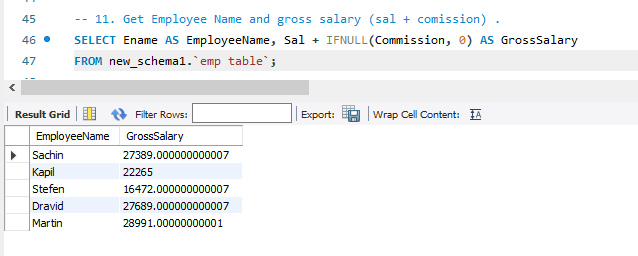 45 -- 11. Get Employee Name and gross salary (sal + comission) .
46 SELECT Ename AS EmployeeName, Sal + IFNULL(Commission, 0) AS GrossSalary
47 FROM new_schema1.`emp table`;
Result Grid Filter Rows: Export: Wrap Cell Content: IA
EmployeeName GrossSalary
Sachin 27389.000000000007
Kapil 22265
Stefen 16472.000000000007
Dravid 27689.000000000007
Martin 28991.00000000001